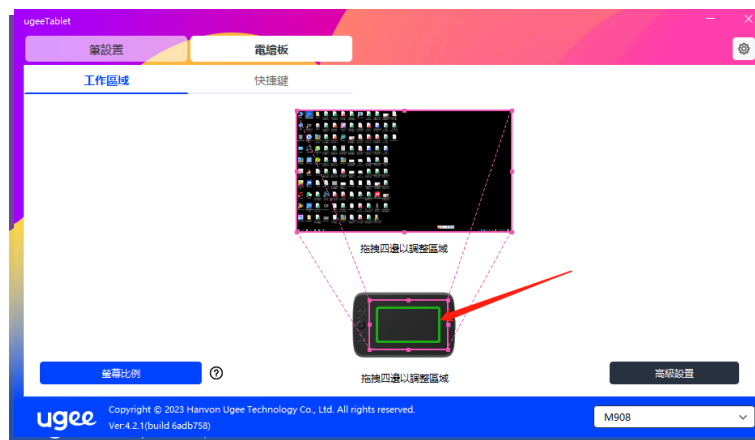 ugeeTablet
筆設置
電繪板
工作區域
快捷鍵
拖拽四邊以調整區域
拖拽四邊以調整區域
螢幕比例
高級設置
ugee
Copyright © 2023 Hanvon Ugee Technology Co., Ltd. All rights reserved.
Ver:4.2.1(build 6adb758)
M908